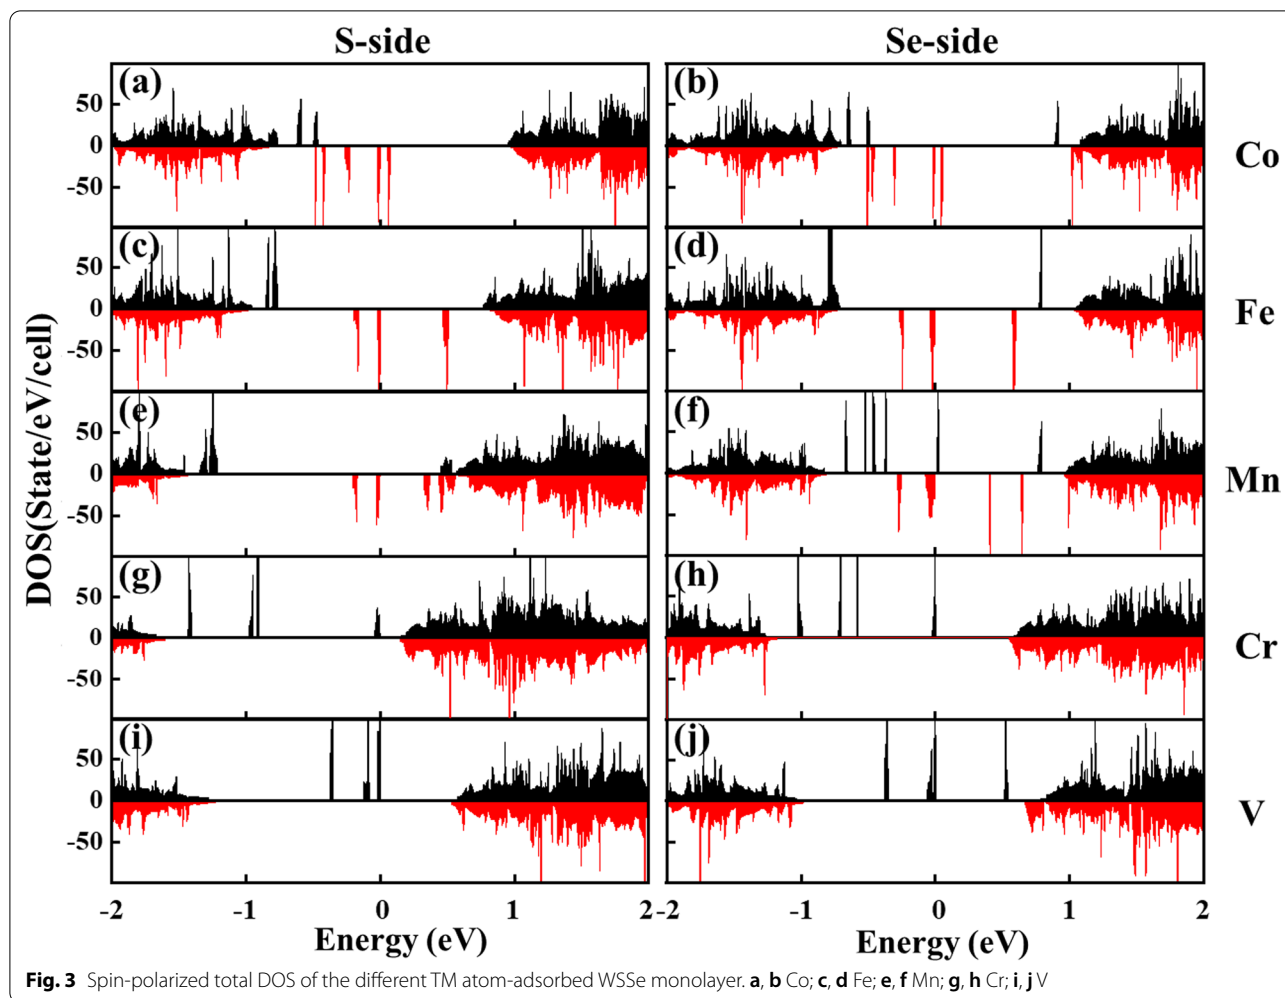 S-side Se-side
(a) (b)
50
0
-50
Co
(c) (d)
50
0
-50
Fe
(e) (f)
50
0
-50
Mn
(g) (h)
50
0
-50
Cr
(i) (j)
50
0
-50
V
DOS(State/eV/cell)
-2 -1 0 1 2 -2 -1 0 1 2
Energy (eV) Energy (eV)
Fig. 3 Spin-polarized total DOS of the different TM atom-adsorbed WSSe monolayer. a, b Co; c, d Fe; e, f Mn; g, h Cr; i, j V